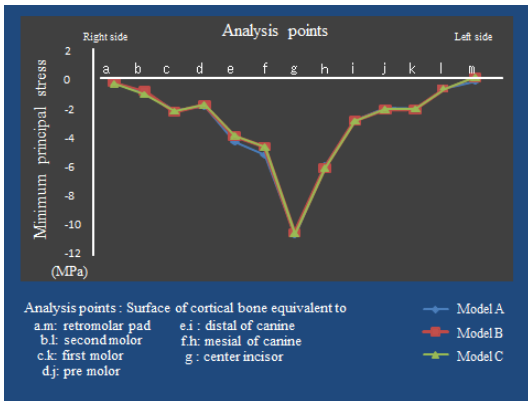 Right side
Analysis points
Left side
2
0
-2
-4
-6
-8
-10
-12
(MPa)
Minimum principal stress
a b c d e f g h i j k l m
Analysis points : Surface of cortical bone equivalent to
a.m: retromolar pad
b.l: second molor
c.k: first molor
d.j: pre molor
e.i : distal of canine
f.h: mesial of canine
g : center incisor
Model A
Model B
Model C